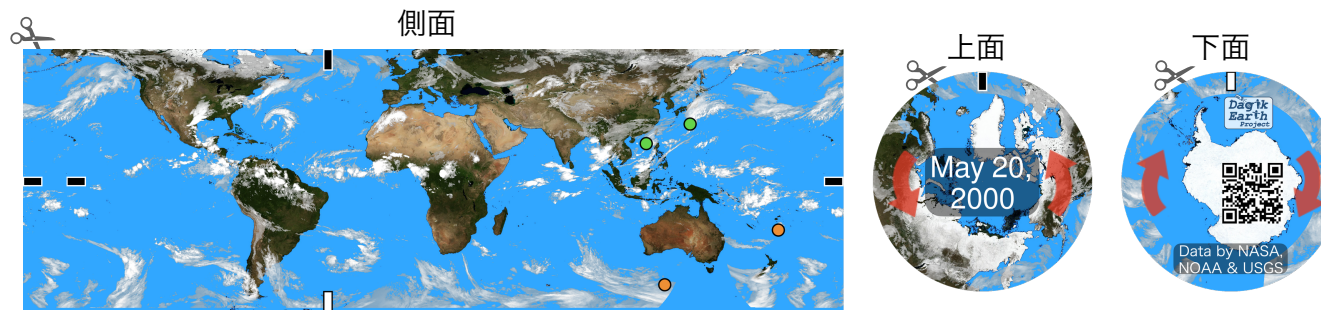 側面
上面
May 20,
2000
下面
Dagik
Earth
Project
Data by NASA,
NOAA & USGS